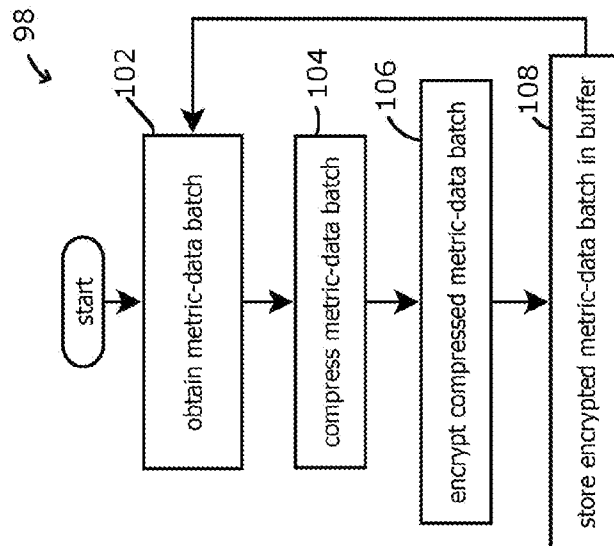 98
start
102
obtain metric-data batch
104
compress metric-data batch
106
encrypt compressed metric-data batch
108
store encrypted metric-data batch in buffer